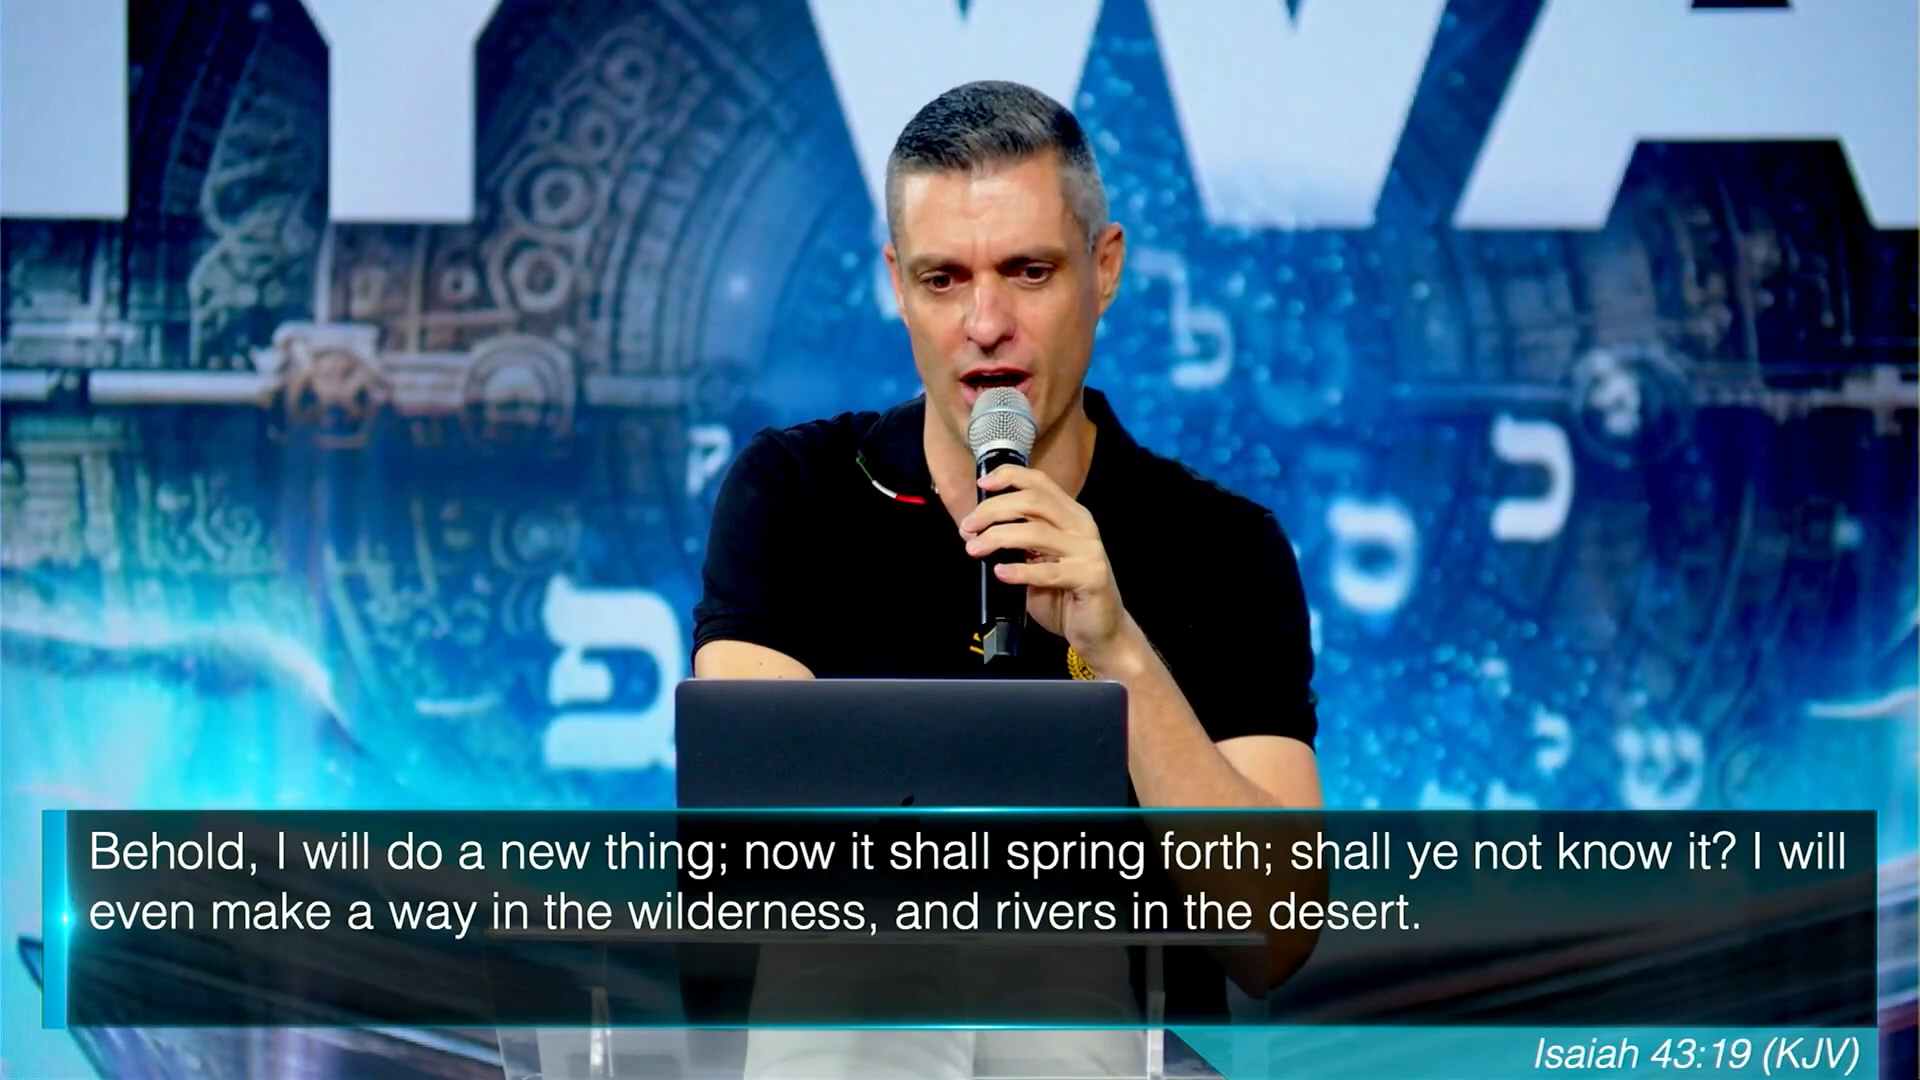 Y WA
ק
כ
ס
פ
ש
Behold, I will do a new thing; now it shall spring forth; shall ye not know it? I will
even make a way in the wilderness, and rivers in the desert.
Isaiah 43:19 (KJV)